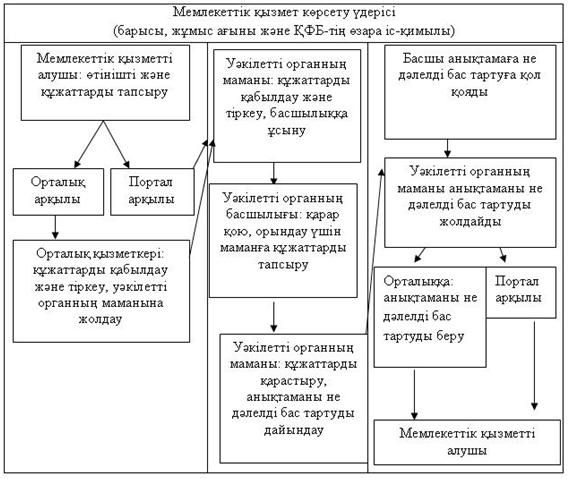 Мемлекеттік қызмет көрсету үдерісі
(барысы, жұмыс ағыны және ҚФБ-тің өзара іс-қимылы)
Мемлекеттік қызметті
алушы: өтінішті және
құжаттарды тапсыру
Орталық
арқылы
Портал
арқылы
Орталық қызметкері:
құжаттарды қабылдау
және тіркеу, уәкілетті
органның маманына
жолдау
Уәкілетті органның
маманы: құжаттарды
қабылдау және
тіркеу, басшылыққа
ұсыну
Уәкілетті органның
басшылығы: қарар
қою, орындау үшін
маманға құжаттарды
тапсыру
Уәкілетті органның
маманы: құжаттарды
қарастыру,
анықтаманы не
дәлелді бас тартуды
дайындау
Басшы анықтамаға не
дәлелді бас тартуға қол
қояды
Уәкілетті органның
маманы анықтаманы не
дәлелді бас тартуды
жолдайды
Орталыққа:
анықтаманы не
дәлелді бас
тартуды беру
Портал
арқылы
Мемлекеттік қызметті
алушы